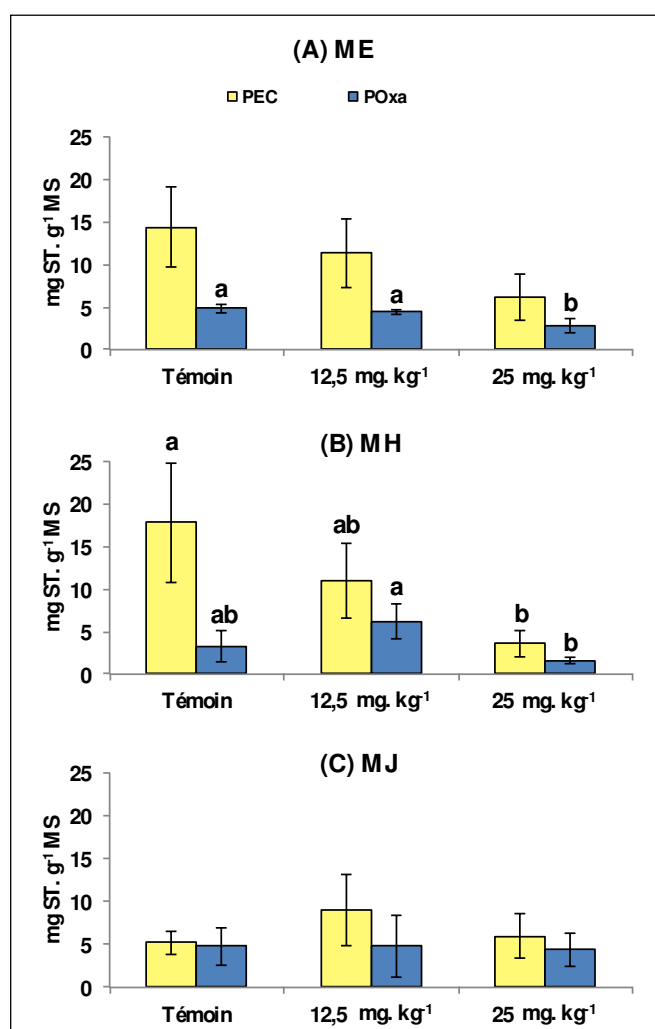 (A) ME
PEC POxa
mg ST. g⁻¹ MS
25
20
15
10
5
0
a
a
b
Témoin 12,5 mg. kg⁻¹ 25 mg. kg⁻¹
(B) MH
mg ST. g⁻¹ MS
25
20
15
10
5
0
a
ab
ab
a
b
b
Témoin 12,5 mg. kg⁻¹ 25 mg. kg⁻¹
(C) MJ
mg ST. g⁻¹ MS
25
20
15
10
5
0
Témoin 12,5 mg. kg⁻¹ 25 mg. kg⁻¹